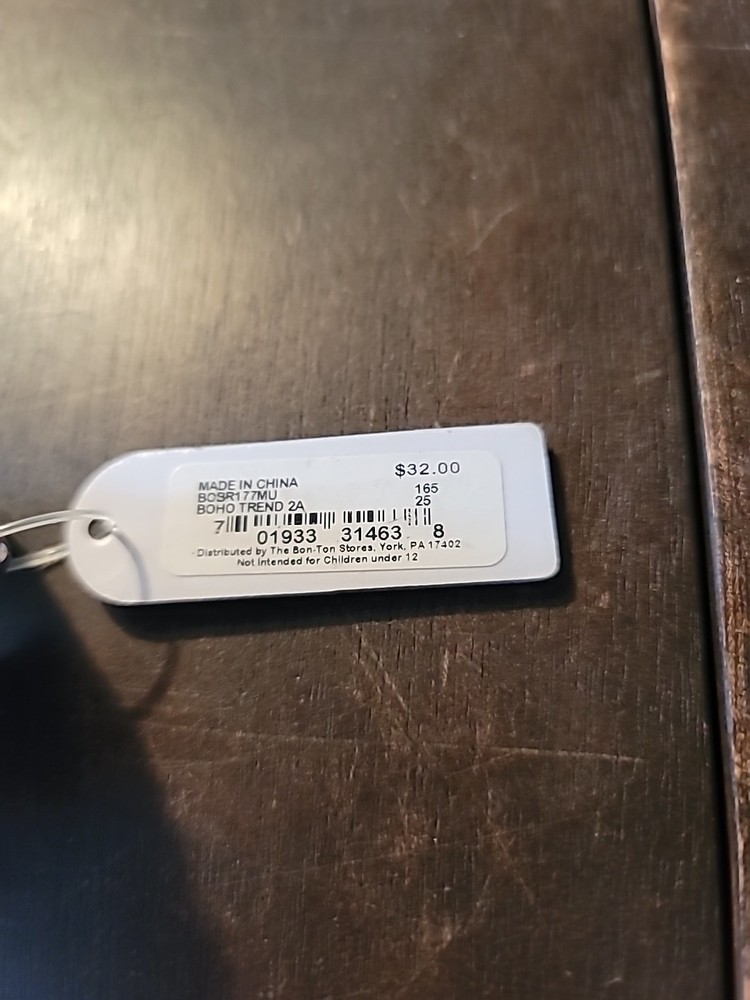 $32.00
MADE IN CHINA
BOSR177MU 165
BOHO TREND 2A 25
7 01933 31463 8
Distributed by The Bon-Ton Stores, York, PA 17402
Not Intended for Children under 12